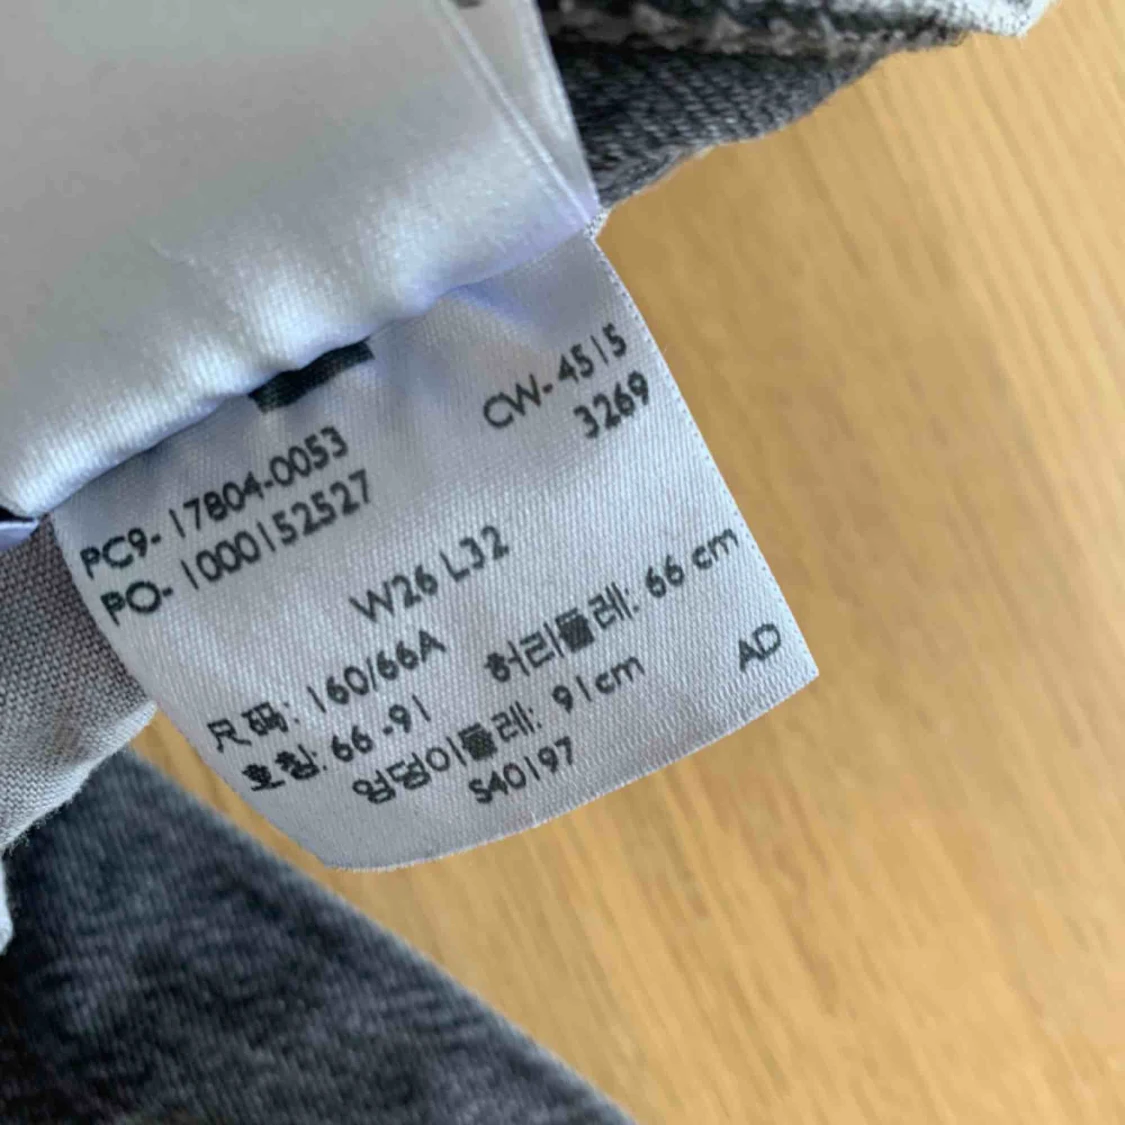 CW-4515
3269
PC9-17804-0053
PO-1000152527
W26 L32
尺码: 160/66A
호칭: 66-91
허리둘레: 66 cm
엉덩이둘레: 91cm
AD
S40197